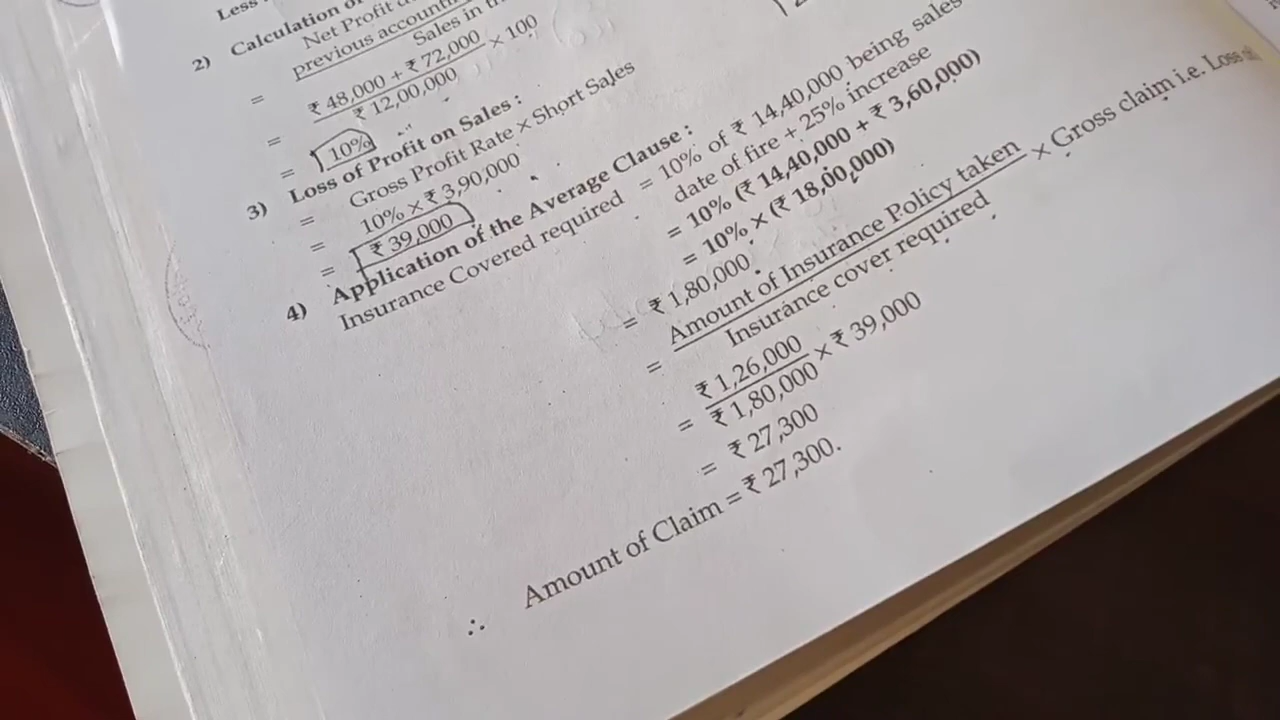 Less
2) Calculation of
Net Profit
previous accounti
Sales in
= ₹ 48,000 + ₹ 72,000 × 100
= ₹ 12,00,000
= 10%
3) Loss of Profit on Sales :
= Gross Profit Rate × Short Sales
= 10% × ₹ 3,90,000
= ₹ 39,000
4) Application of the Average Clause :
Insurance Covered required = 10% of ₹ 14,40,000 being sales
date of fire + 25% increase
= 10% (₹ 14,40,000 + ₹ 3,60,000)
= 10% × (₹ 18,00,000)
= ₹ 1,80,000
= Amount of Insurance Policy taken × Gross claim i.e. Loss
Insurance cover required
= ₹ 1,26,000 × ₹ 39,000
₹ 1,80,000
= ₹ 27,300
∴ Amount of Claim = ₹ 27,300.